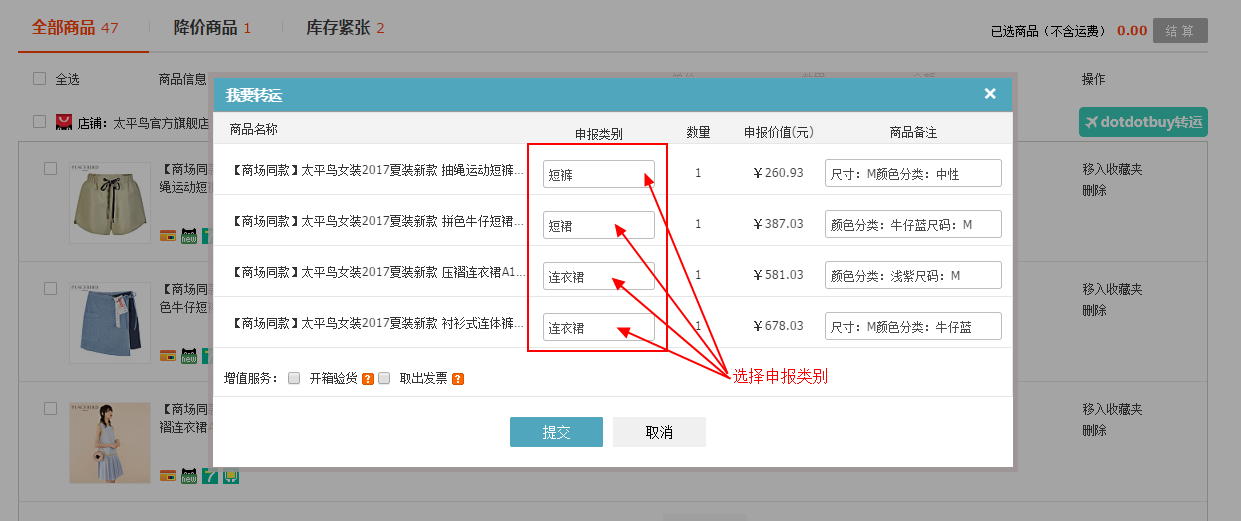 全部商品 47 降价商品 1 库存紧张 2
已选商品（不含运费） 0.00 结 算
全选 商品信息 操作
店铺：太平鸟官方旗舰店 dotdotbuy转运
我要转运 ×
商品名称 申报类别 数量 申报价值(元) 商品备注
【商场同款】太平鸟女装2017夏装新款 抽绳运动短裤... 短裤 1 ￥260.93 尺寸：M颜色分类：中性
【商场同款】太平鸟女装2017夏装新款 拼色牛仔短裙... 短裙 1 ￥387.03 颜色分类：牛仔蓝尺码：M
【商场同款】太平鸟女装2017夏装新款 压褶连衣裙A1... 连衣裙 1 ￥581.03 颜色分类：浅紫尺码：M
【商场同款】太平鸟女装2017夏装新款 衬衫式连体裤... 连衣裙 1 ￥678.03 尺寸：M颜色分类：牛仔蓝
选择申报类别
增值服务： 开箱验货 ? 取出发票 ?
提交 取消
【商场同
绳运动短
new 7
移入收藏夹
删除
【商场同
色牛仔短
new 7
移入收藏夹
删除
【商场同
褶连衣裙
new 7
移入收藏夹
删除